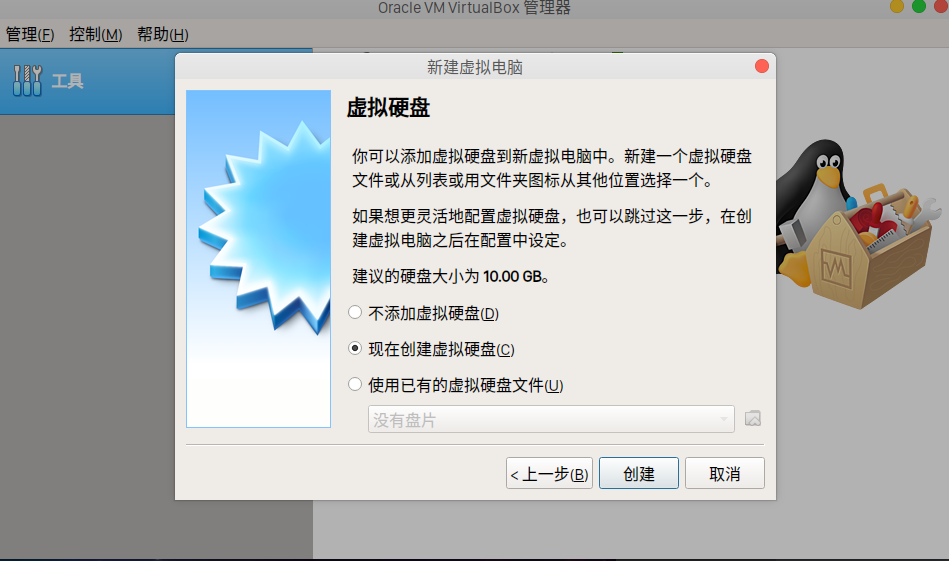 Oracle VM VirtualBox 管理器
管理(F) 控制(M) 帮助(H)
工具
新建虚拟电脑
虚拟硬盘
你可以添加虚拟硬盘到新虚拟电脑中。新建一个虚拟硬盘
文件或从列表或用文件夹图标从其他位置选择一个。
如果想更灵活地配置虚拟硬盘，也可以跳过这一步，在创
建虚拟电脑之后在配置中设定。
建议的硬盘大小为 10.00 GB。
不添加虚拟硬盘(D)
现在创建虚拟硬盘(C)
使用已有的虚拟硬盘文件(U)
没有盘片
< 上一步(B) 创建 取消